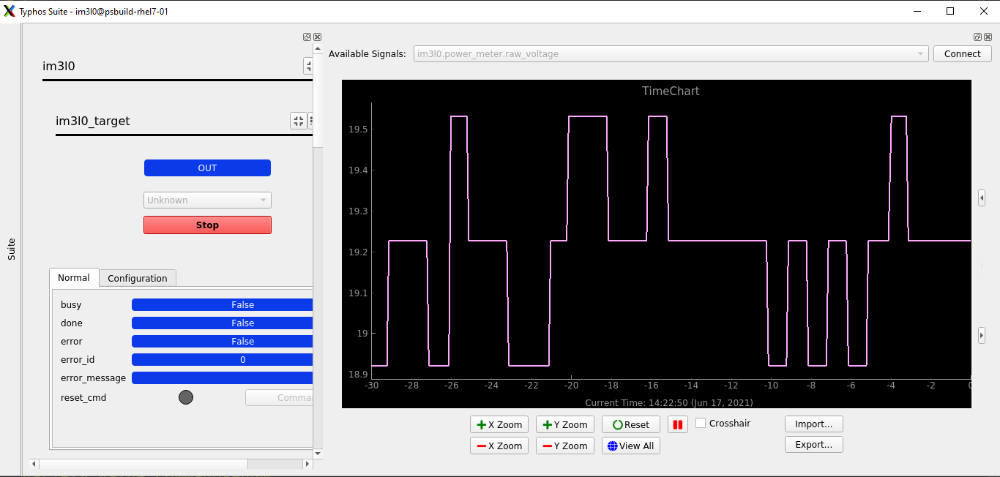 Typhos Suite - im3l0@psbuild-rhel7-01
Suite
im3l0
im3l0_target
OUT
Unknown
Stop
Normal Configuration
busy False
done False
error False
error_id 0
error_message
reset_cmd Comma
Available Signals: im3l0.power_meter.raw_voltage Connect
TimeChart
19.5
19.4
19.3
19.2
19.1
19
18.9
-30 -28 -26 -24 -22 -20 -18 -16 -14 -12 -10 -8 -6 -4 -2 0
Current Time: 14:22:50 (Jun 17, 2021)
X Zoom Y Zoom Reset Crosshair Import...
X Zoom Y Zoom View All Export...